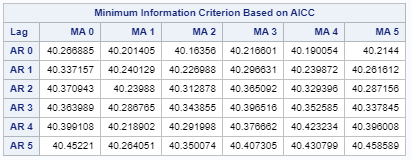 Minimum Information Criterion Based on AICC
Lag MA 0 MA 1 MA 2 MA 3 MA 4 MA 5
AR 0 40.266885 40.201405 40.16356 40.216601 40.190054 40.2144
AR 1 40.337157 40.240129 40.226988 40.296631 40.239872 40.261612
AR 2 40.370943 40.23988 40.312878 40.365092 40.329396 40.287156
AR 3 40.363989 40.286765 40.343855 40.396516 40.352585 40.337845
AR 4 40.399108 40.218902 40.291998 40.376662 40.423234 40.396008
AR 5 40.45221 40.264051 40.350074 40.407305 40.430799 40.458589